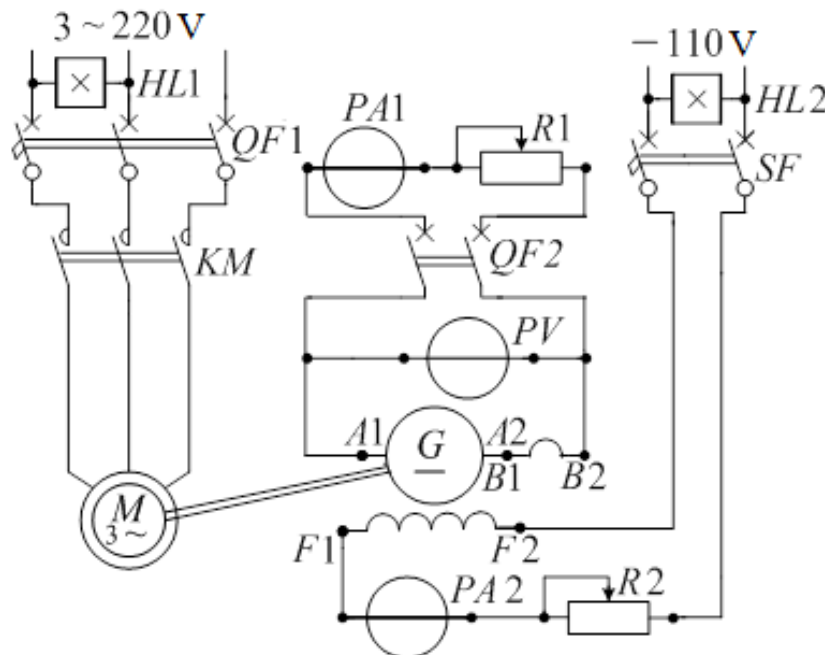 3 ~ 220 V
– 110 V
HL1
HL2
PA1
R1
QF1
SF
QF2
KM
PV
A1
G
A2
B1
B2
M
3 ~
F1
F2
PA2
R2